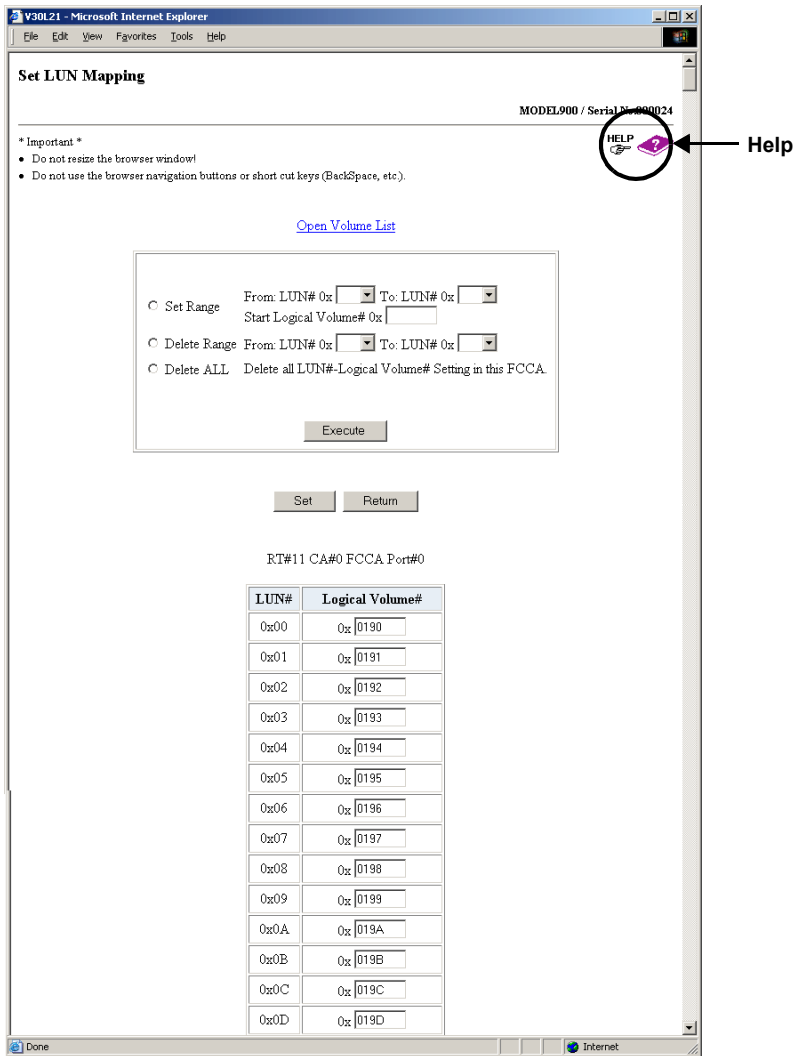 V30L21 - Microsoft Internet Explorer
File Edit View Favorites Tools Help
Set LUN Mapping
MODEL900 / Serial No.000024
* Important *
HELP
?
Help
• Do not resize the browser window!
• Do not use the browser navigation buttons or short cut keys (BackSpace, etc.).
Open Volume List
Set Range
From: LUN# 0x To: LUN# 0x
Start Logical Volume# 0x
Delete Range From: LUN# 0x To: LUN# 0x
Delete ALL Delete all LUN#-Logical Volume# Setting in this FCCA.
Execute
Set Return
RT#11 CA#0 FCCA Port#0
LUN# Logical Volume#
0x00 0x 0190
0x01 0x 0191
0x02 0x 0192
0x03 0x 0193
0x04 0x 0194
0x05 0x 0195
0x06 0x 0196
0x07 0x 0197
0x08 0x 0198
0x09 0x 0199
0x0A 0x 019A
0x0B 0x 019B
0x0C 0x 019C
0x0D 0x 019D
Done Internet